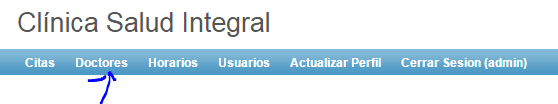 Clínica Salud Integral
Citas Doctores Horarios Usuarios Actualizar Perfil Cerrar Sesion (admin)